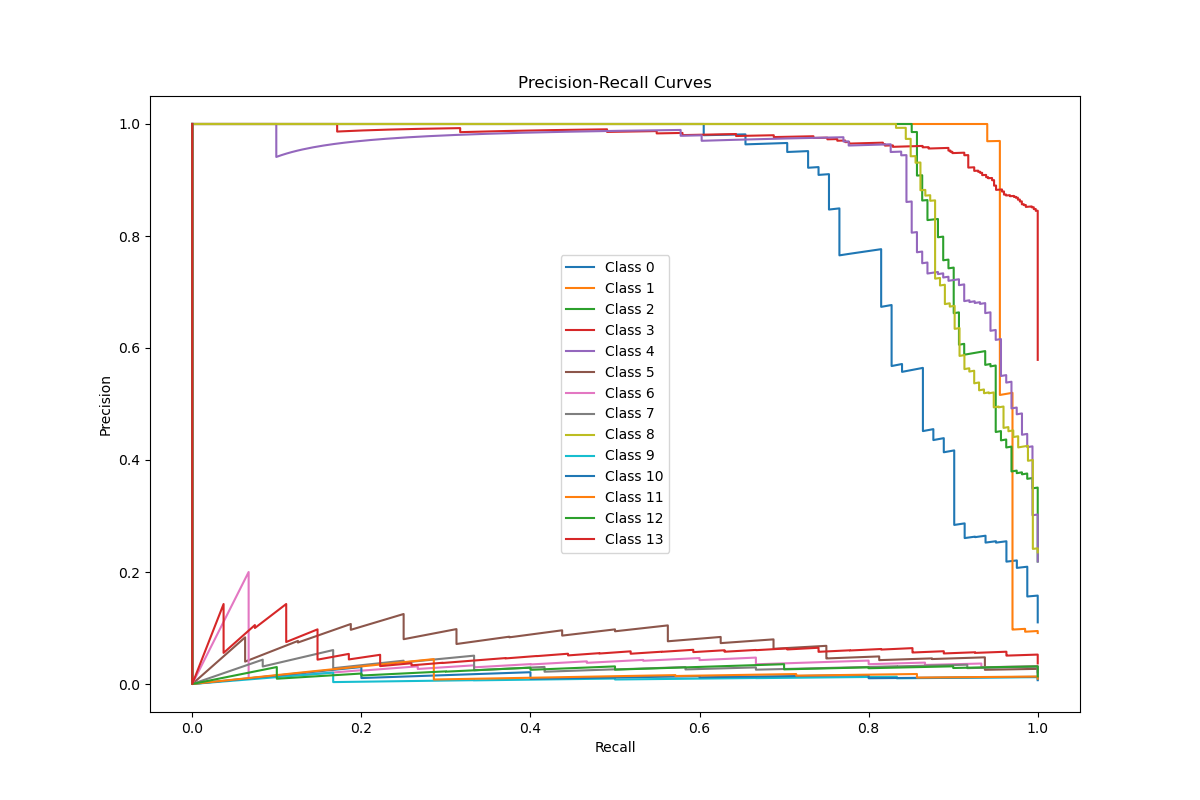 Precision-Recall Curves
1.0
0.8
0.6
0.4
0.2
0.0
Precision
Class 0
Class 1
Class 2
Class 3
Class 4
Class 5
Class 6
Class 7
Class 8
Class 9
Class 10
Class 11
Class 12
Class 13
0.0 0.2 0.4 0.6 0.8 1.0
Recall